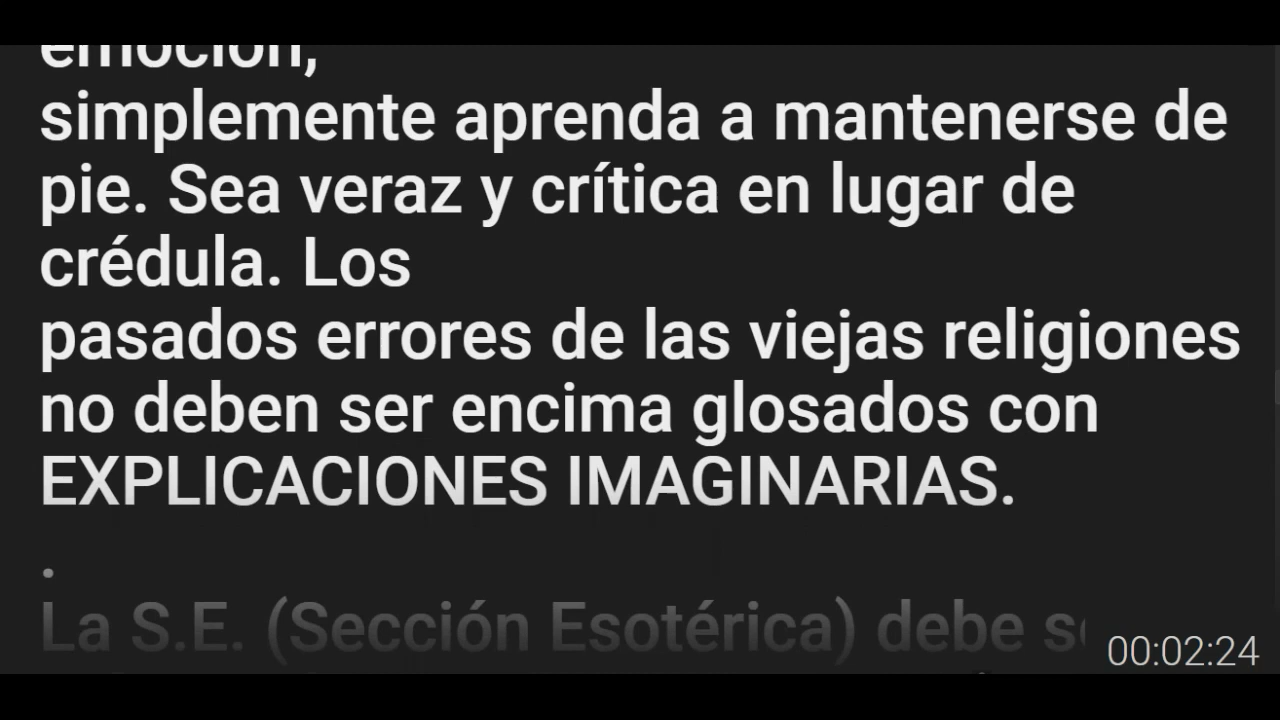 emoción,
simplemente aprenda a mantenerse de
pie. Sea veraz y crítica en lugar de
crédula. Los
pasados errores de las viejas religiones
no deben ser encima glosados con
EXPLICACIONES IMAGINARIAS.
.
La S.E. (Sección Esotérica) debe
00:02:24